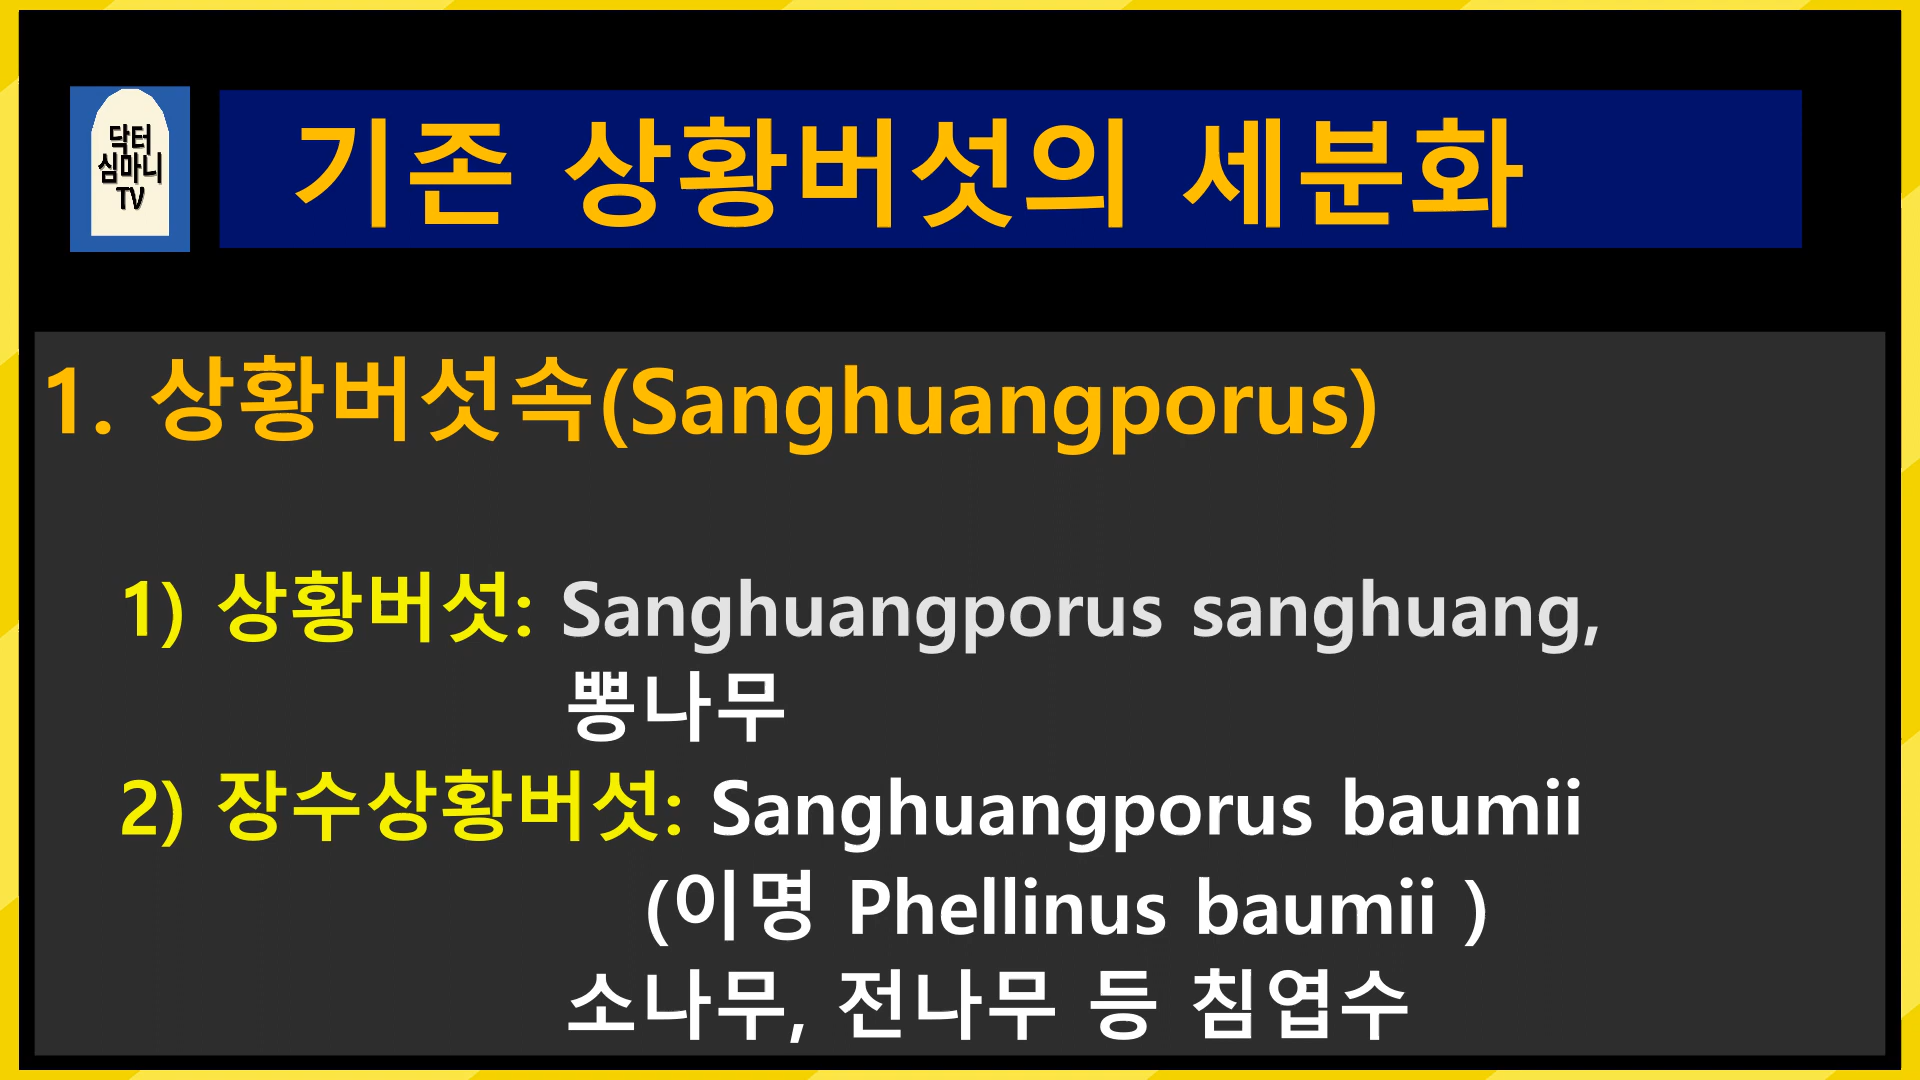 닥터
심마니
TV
기존 상황버섯의 세분화
1. 상황버섯속(Sanghuangporus)
1) 상황버섯: Sanghuangporus sanghuang,
뽕나무
2) 장수상황버섯: Sanghuangporus baumii
(이명 Phellinus baumii )
소나무, 전나무 등 침엽수